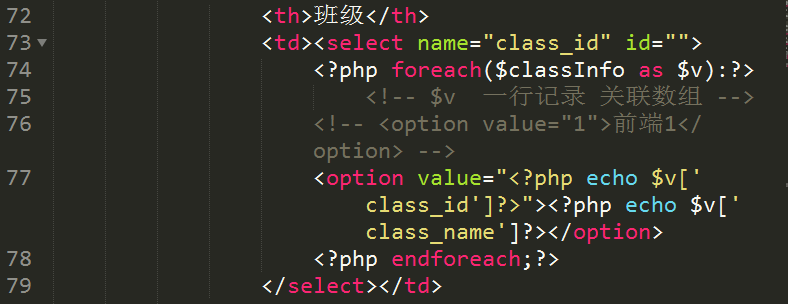 72 <th>班级</th>
73 <td><select name="class_id" id="">
74 <?php foreach($classInfo as $v):?>
75 <!-- $v 一行记录 关联数组 -->
76 <!-- <option value="1">前端1</
option> -->
77 <option value="<?php echo $v['
class_id']?>"><?php echo $v['
class_name']?></option>
78 <?php endforeach;?>
79 </select></td>